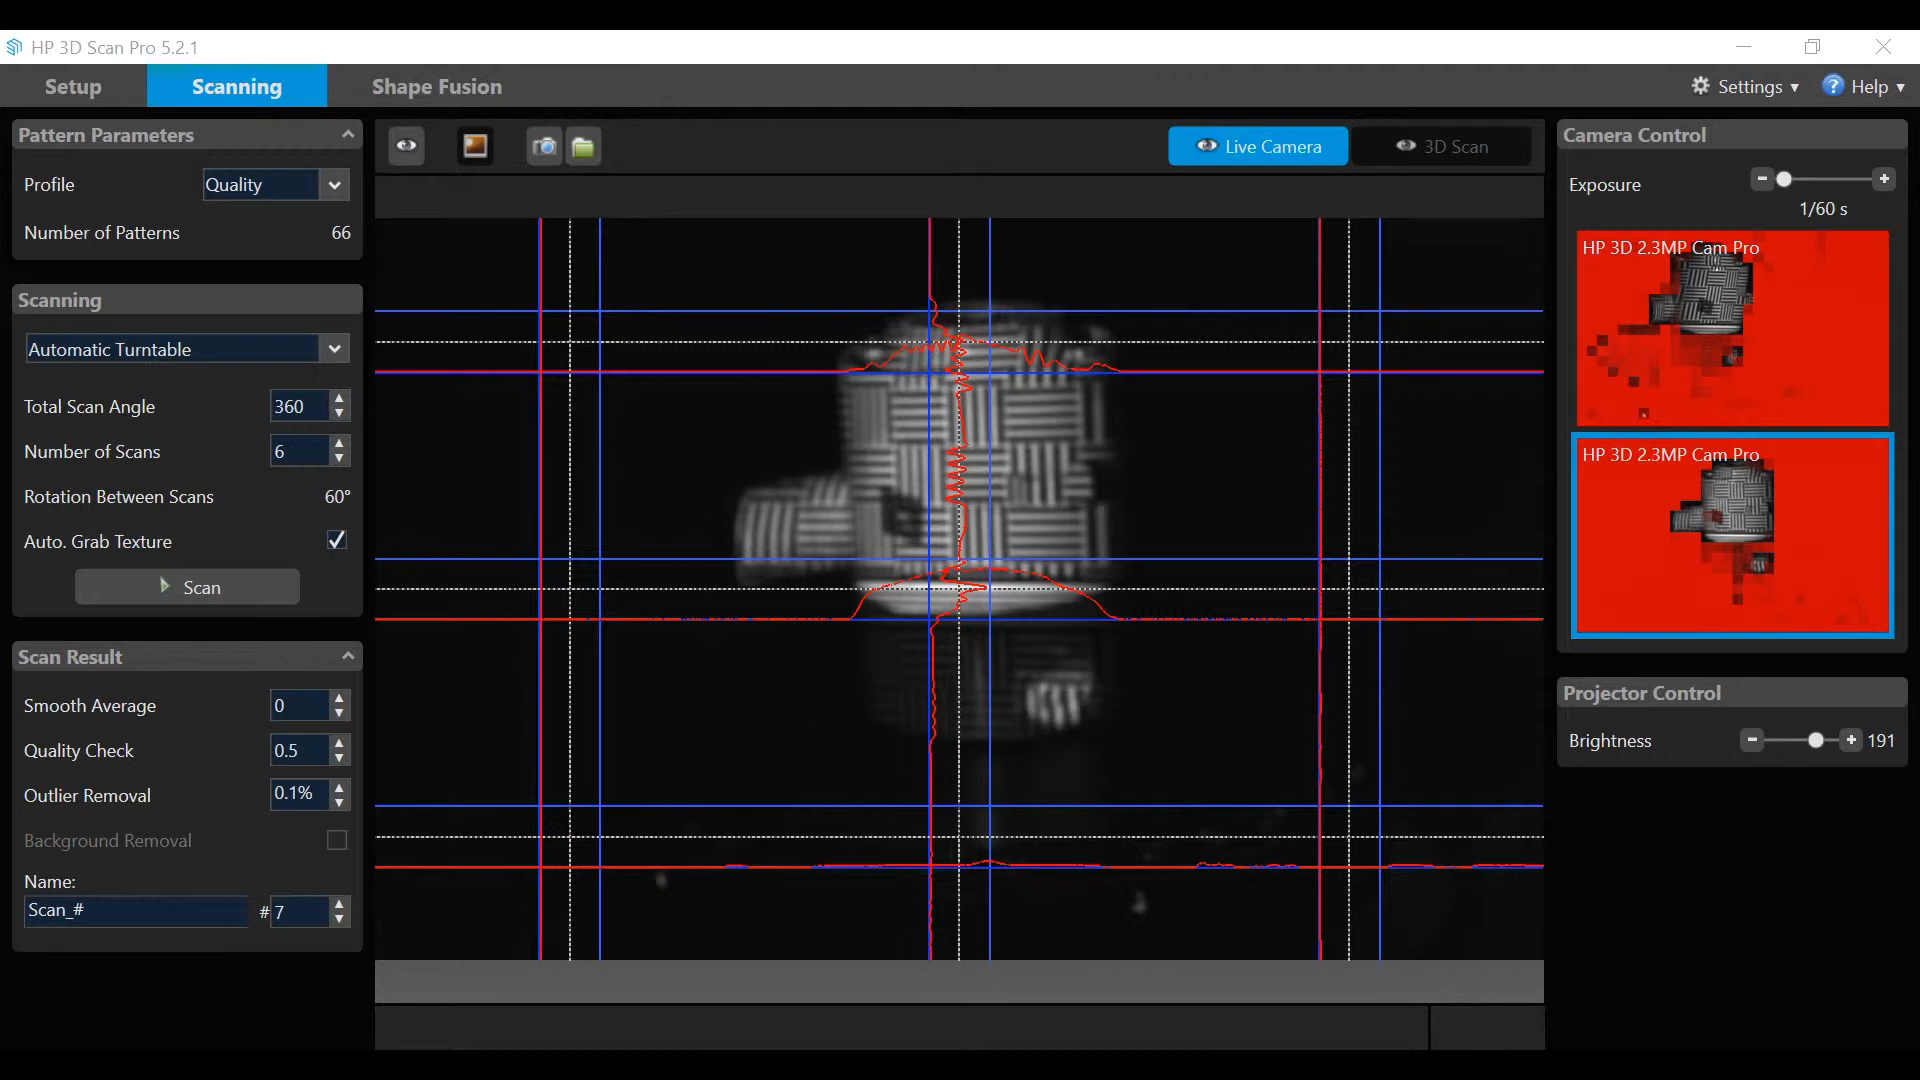 HP 3D Scan Pro 5.2.1
Setup
Scanning
Shape Fusion
Settings
Help
Pattern Parameters
Profile Quality
Number of Patterns 66
Scanning
Automatic Turntable
Total Scan Angle 360
Number of Scans 6
Rotation Between Scans 60°
Auto. Grab Texture
Scan
Scan Result
Smooth Average 0
Quality Check 0.5
Outlier Removal 0.1%
Background Removal
Name:
Scan_# # 7
Live Camera
3D Scan
Camera Control
Exposure
1/60 s
HP 3D 2.3MP Cam Pro
HP 3D 2.3MP Cam Pro
Projector Control
Brightness 191